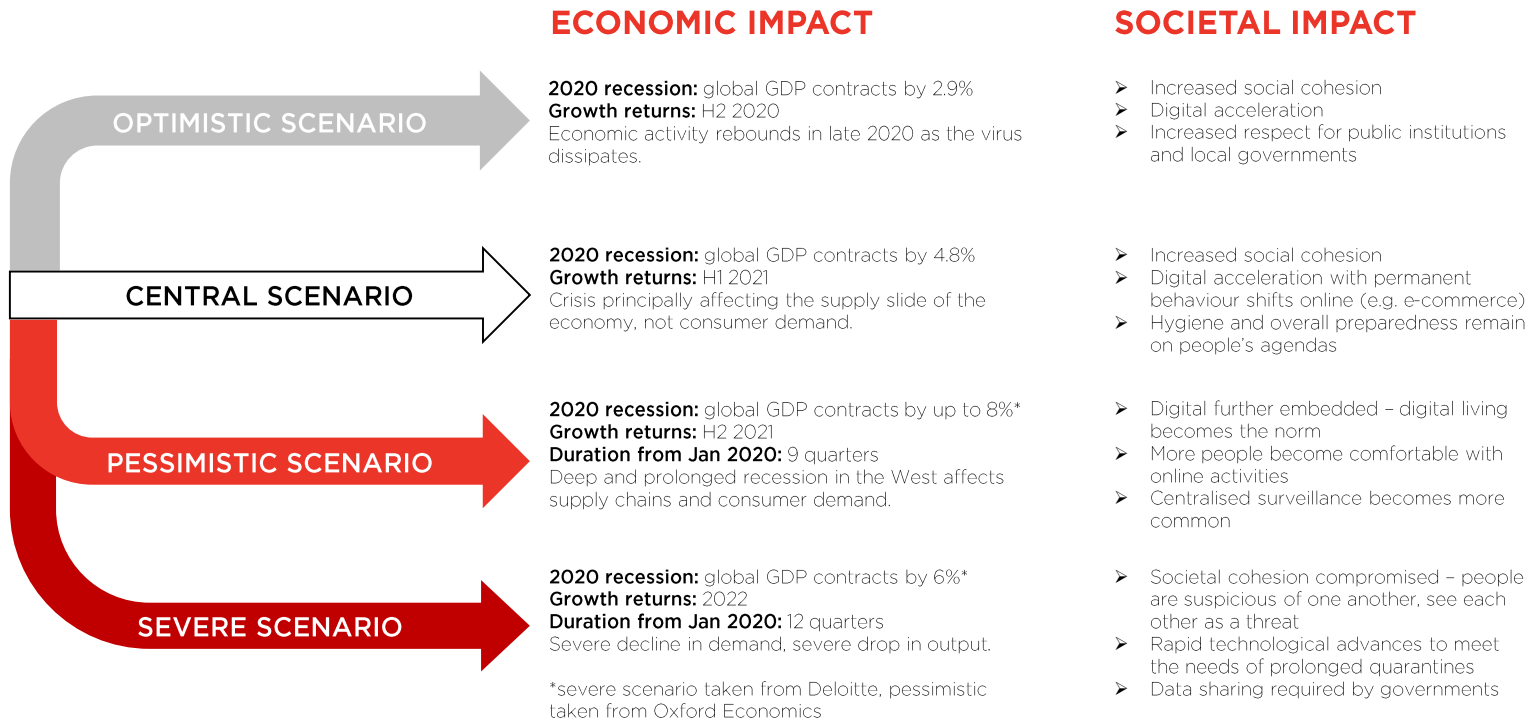 ECONOMIC IMPACT
SOCIETAL IMPACT
OPTIMISTIC SCENARIO
2020 recession: global GDP contracts by 2.9%
Growth returns: H2 2020
Economic activity rebounds in late 2020 as the virus
dissipates.
➢ Increased social cohesion
➢ Digital acceleration
➢ Increased respect for public institutions
and local governments
CENTRAL SCENARIO
2020 recession: global GDP contracts by 4.8%
Growth returns: H1 2021
Crisis principally affecting the supply slide of the
economy, not consumer demand.
➢ Increased social cohesion
➢ Digital acceleration with permanent
behaviour shifts online (e.g. e-commerce)
➢ Hygiene and overall preparedness remain
on people’s agendas
PESSIMISTIC SCENARIO
2020 recession: global GDP contracts by up to 8%*
Growth returns: H2 2021
Duration from Jan 2020: 9 quarters
Deep and prolonged recession in the West affects
supply chains and consumer demand.
➢ Digital further embedded – digital living
becomes the norm
➢ More people become comfortable with
online activities
➢ Centralised surveillance becomes more
common
SEVERE SCENARIO
2020 recession: global GDP contracts by 6%*
Growth returns: 2022
Duration from Jan 2020: 12 quarters
Severe decline in demand, severe drop in output.
*severe scenario taken from Deloitte, pessimistic
taken from Oxford Economics
➢ Societal cohesion compromised – people
are suspicious of one another, see each
other as a threat
➢ Rapid technological advances to meet
the needs of prolonged quarantines
➢ Data sharing required by governments